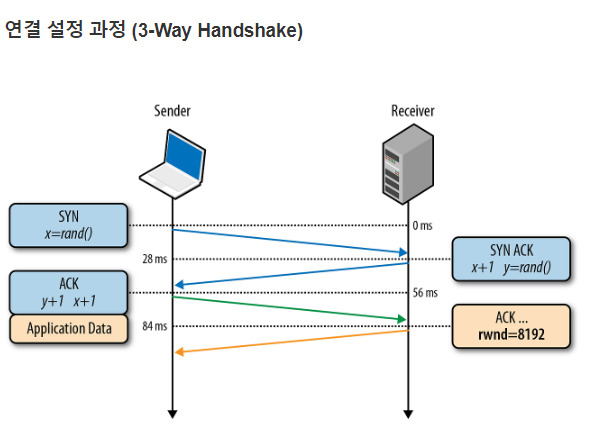 연결 설정 과정 (3-Way Handshake)
Sender
Receiver
SYN
x=rand()
0 ms
28 ms
SYN ACK
x+1 y=rand()
ACK
y+1 x+1
56 ms
Application Data
84 ms
ACK ...
rwnd=8192